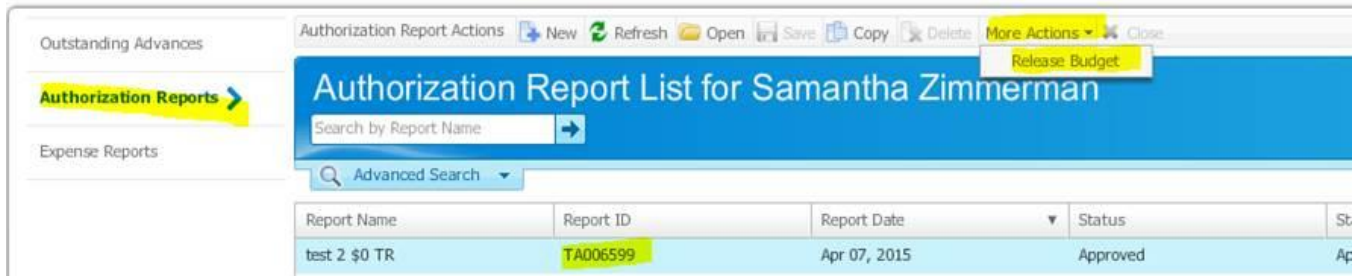 Outstanding Advances
Authorization Reports
Expense Reports
Authorization Report Actions New Refresh Open Save Copy Delete More Actions Close
Release Budget
Authorization Report List for Samantha Zimmerman
Search by Report Name
Advanced Search
Report Name Report ID Report Date Status St
test 2 $0 TR TA006599 Apr 07, 2015 Approved Ap